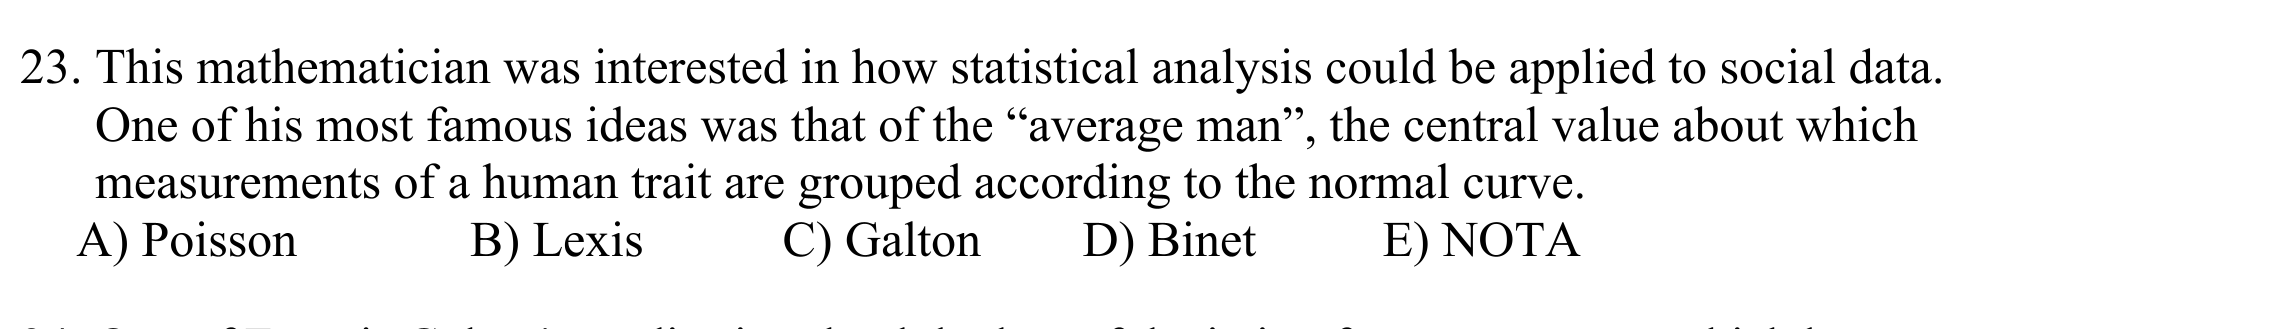 23. This mathematician was interested in how statistical analysis could be applied to social data.
One of his most famous ideas was that of the “average man”, the central value about which
measurements of a human trait are grouped according to the normal curve.
A) Poisson B) Lexis C) Galton D) Binet E) NOTA